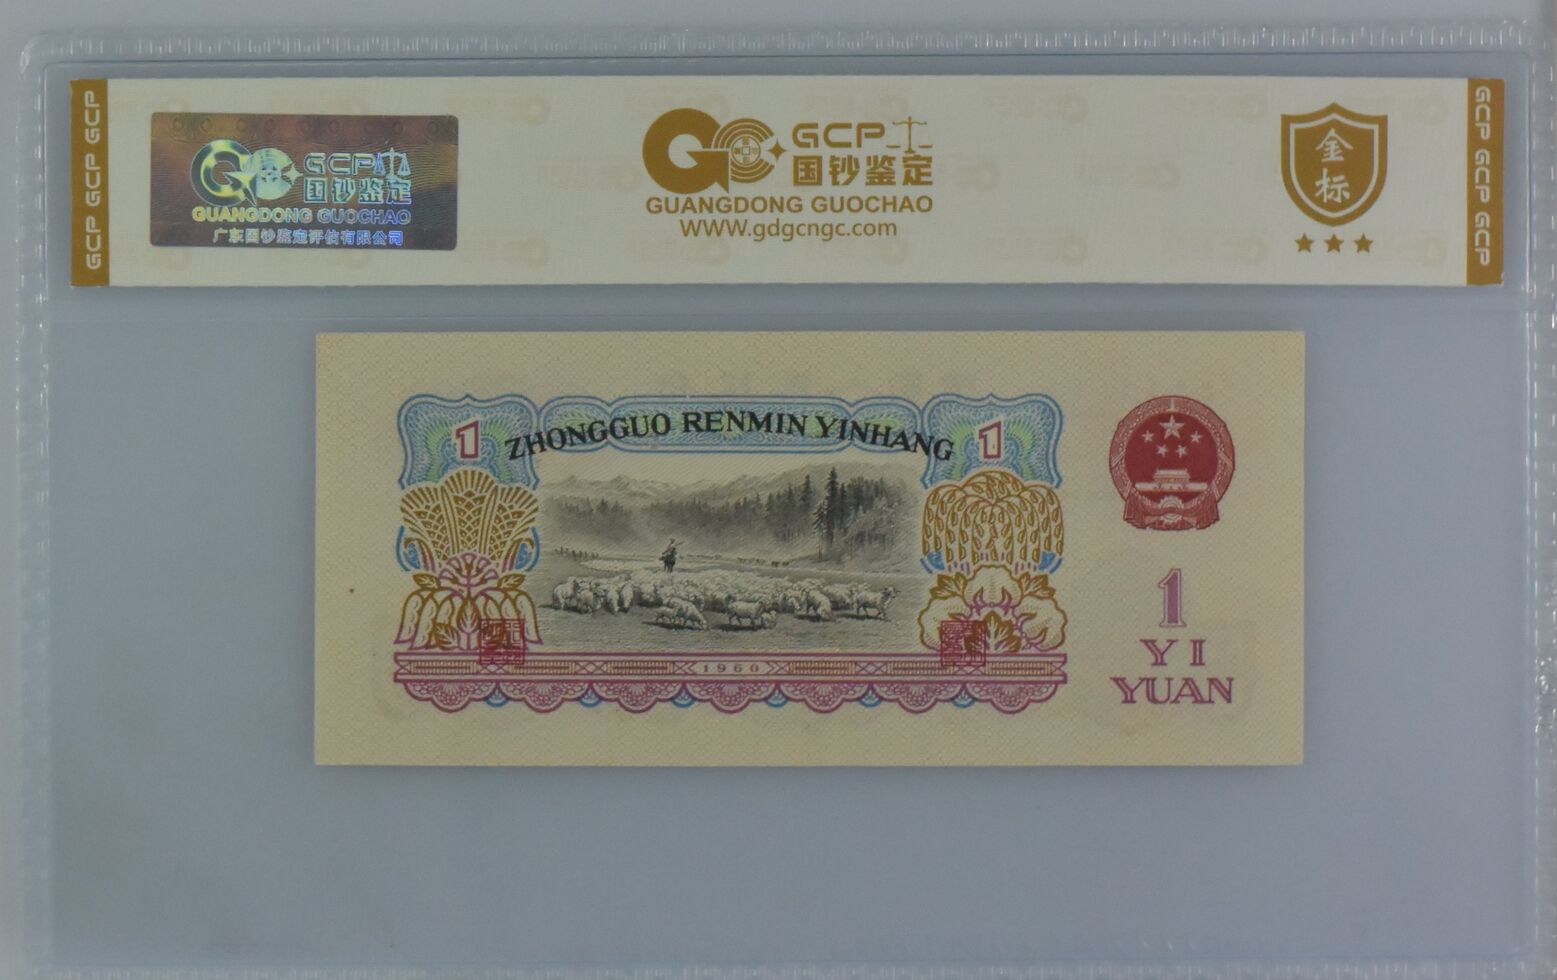 GCP GCP GCP
GCP
国钞鉴定
GUANGDONG GUOCHAO
广东国钞鉴定评估有限公司
GCP
国钞鉴定
GUANGDONG GUOCHAO
WWW.gdgcngc.com
金
标
GCP GCP GCP
1
ZHONGGUO RENMIN YINHANG
1
1960
1
YI
YUAN